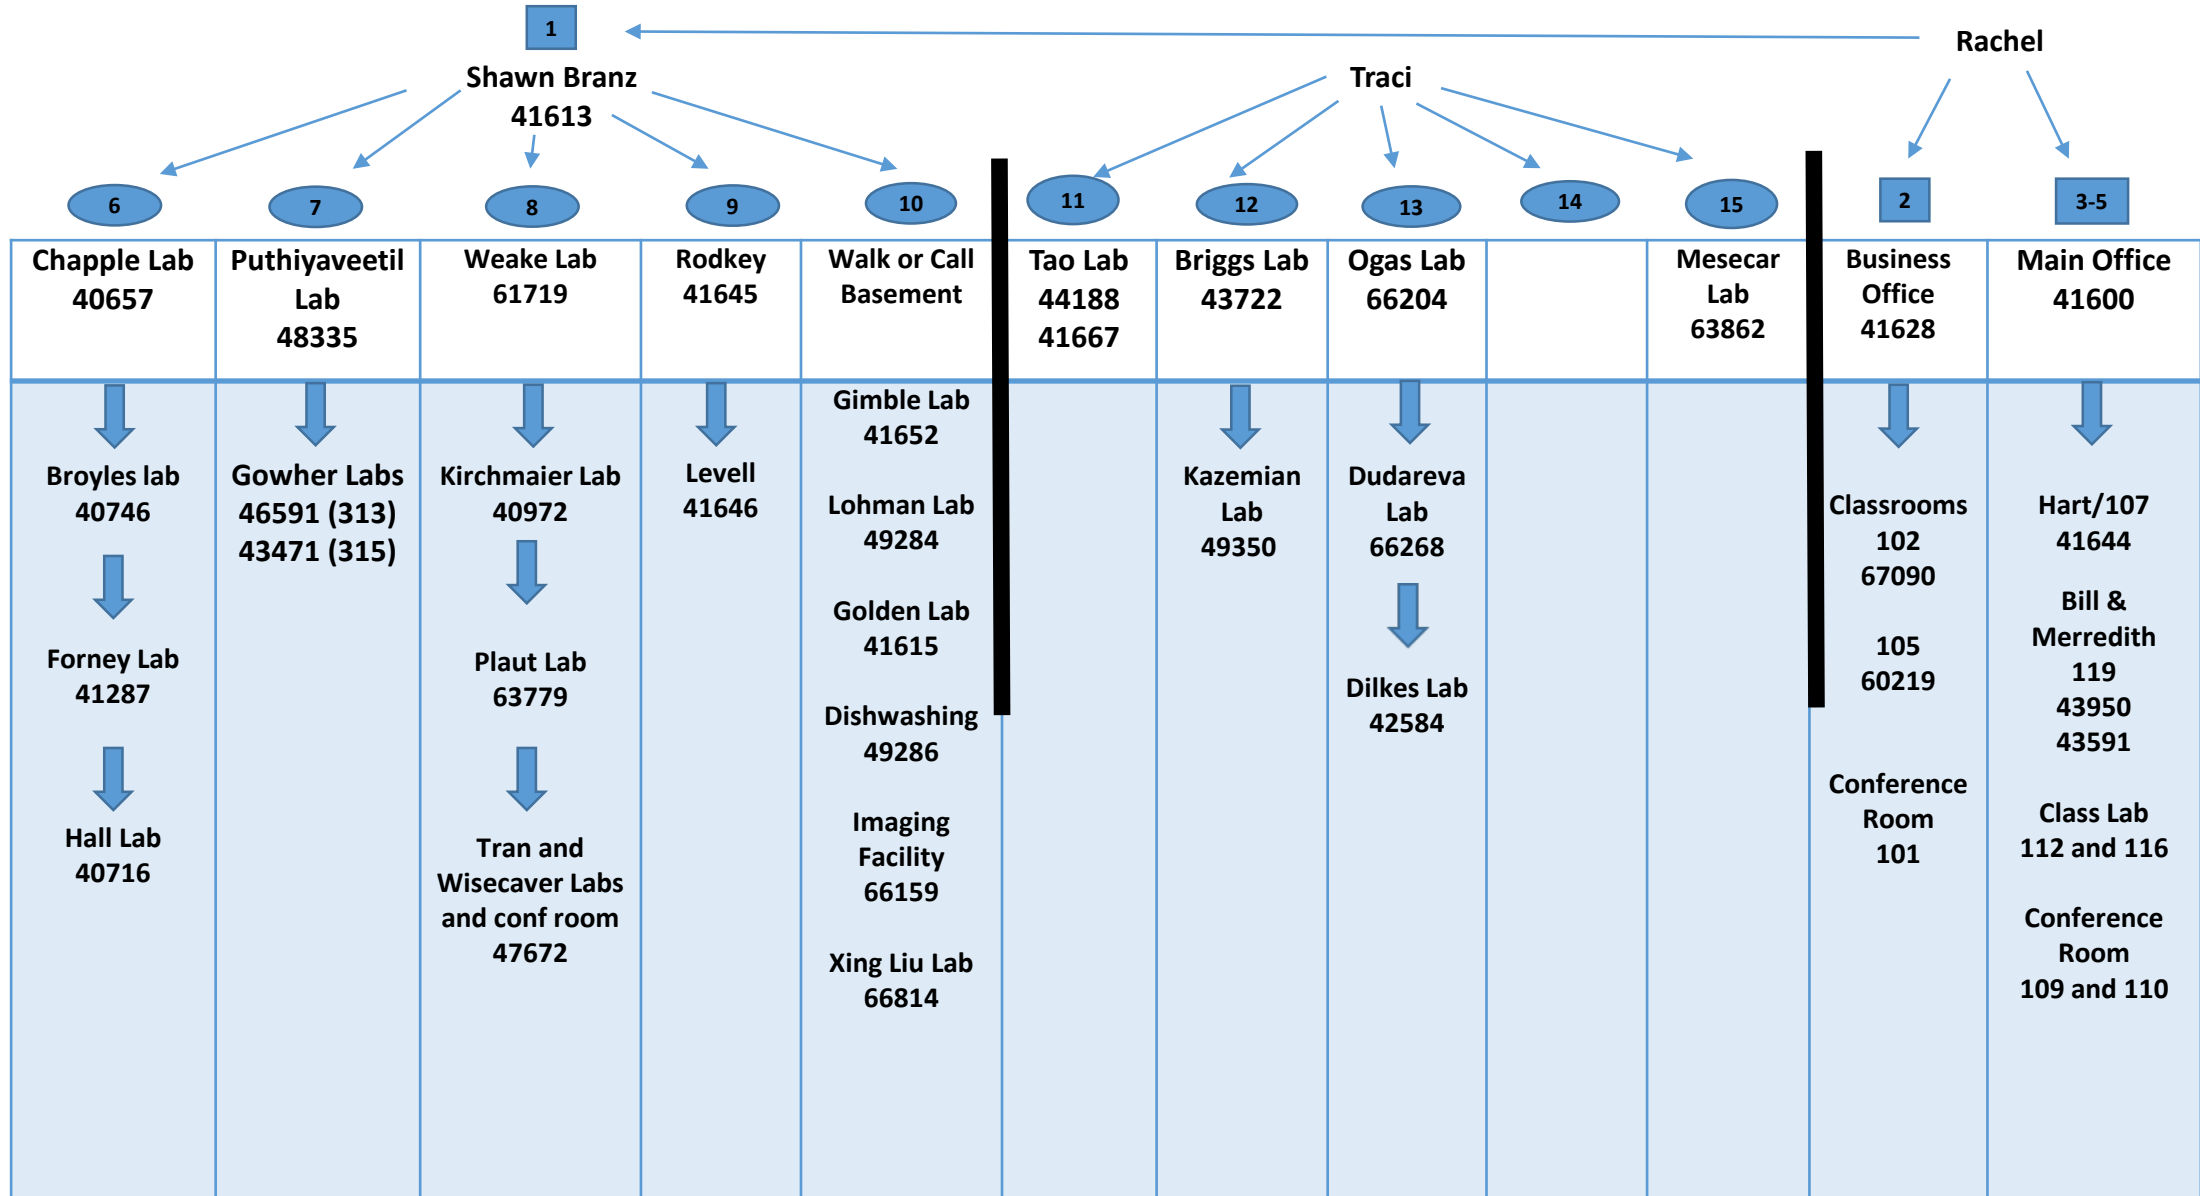 1
Rachel
Shawn Branz
41613
Traci
6
7
8
9
10
11
12
13
14
15
2
3-5
Chapple Lab
40657
Puthiyaveetil
Lab
48335
Weake Lab
61719
Rodkey
41645
Walk or Call
Basement
Tao Lab
44188
41667
Briggs Lab
43722
Ogas Lab
66204
Mesecar
Lab
63862
Business
Office
41628
Main Office
41600
Broyles lab
40746
Forney Lab
41287
Hall Lab
40716
Gowher Labs
46591 (313)
43471 (315)
Kirchmaier Lab
40972
Plaut Lab
63779
Tran and
Wisecaver Labs
and conf room
47672
Levell
41646
Gimble Lab
41652
Lohman Lab
49284
Golden Lab
41615
Dishwashing
49286
Imaging
Facility
66159
Xing Liu Lab
66814
Kazemian
Lab
49350
Dudareva
Lab
66268
Dilkes Lab
42584
Classrooms
102
67090
105
60219
Conference
Room
101
Hart/107
41644
Bill &
Merredith
119
43950
43591
Class Lab
112 and 116
Conference
Room
109 and 110